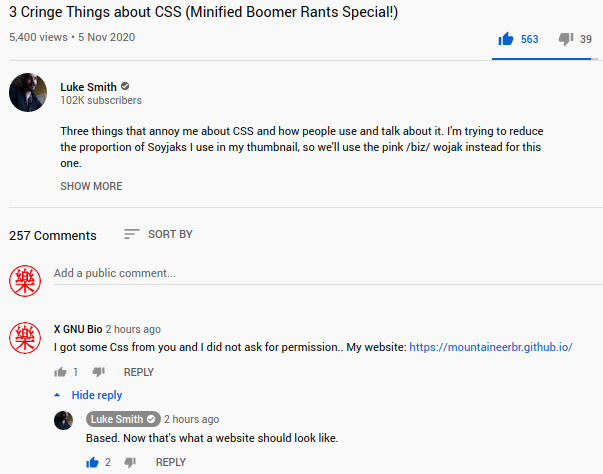 3 Cringe Things about CSS (Minified Boomer Rants Special!)
5,400 views • 5 Nov 2020
563
39
Luke Smith
102K subscribers
Three things that annoy me about CSS and how people use and talk about it. I'm trying to reduce
the proportion of Soyjaks I use in my thumbnail, so we'll use the pink /biz/ wojak instead for this
one.
SHOW MORE
257 Comments
SORT BY
樂
Add a public comment...
樂
X GNU Bio 2 hours ago
I got some Css from you and I did not ask for permission.. My website: https://mountaineerbr.github.io/
1
REPLY
Hide reply
Luke Smith 2 hours ago
Based. Now that's what a website should look like.
2
REPLY